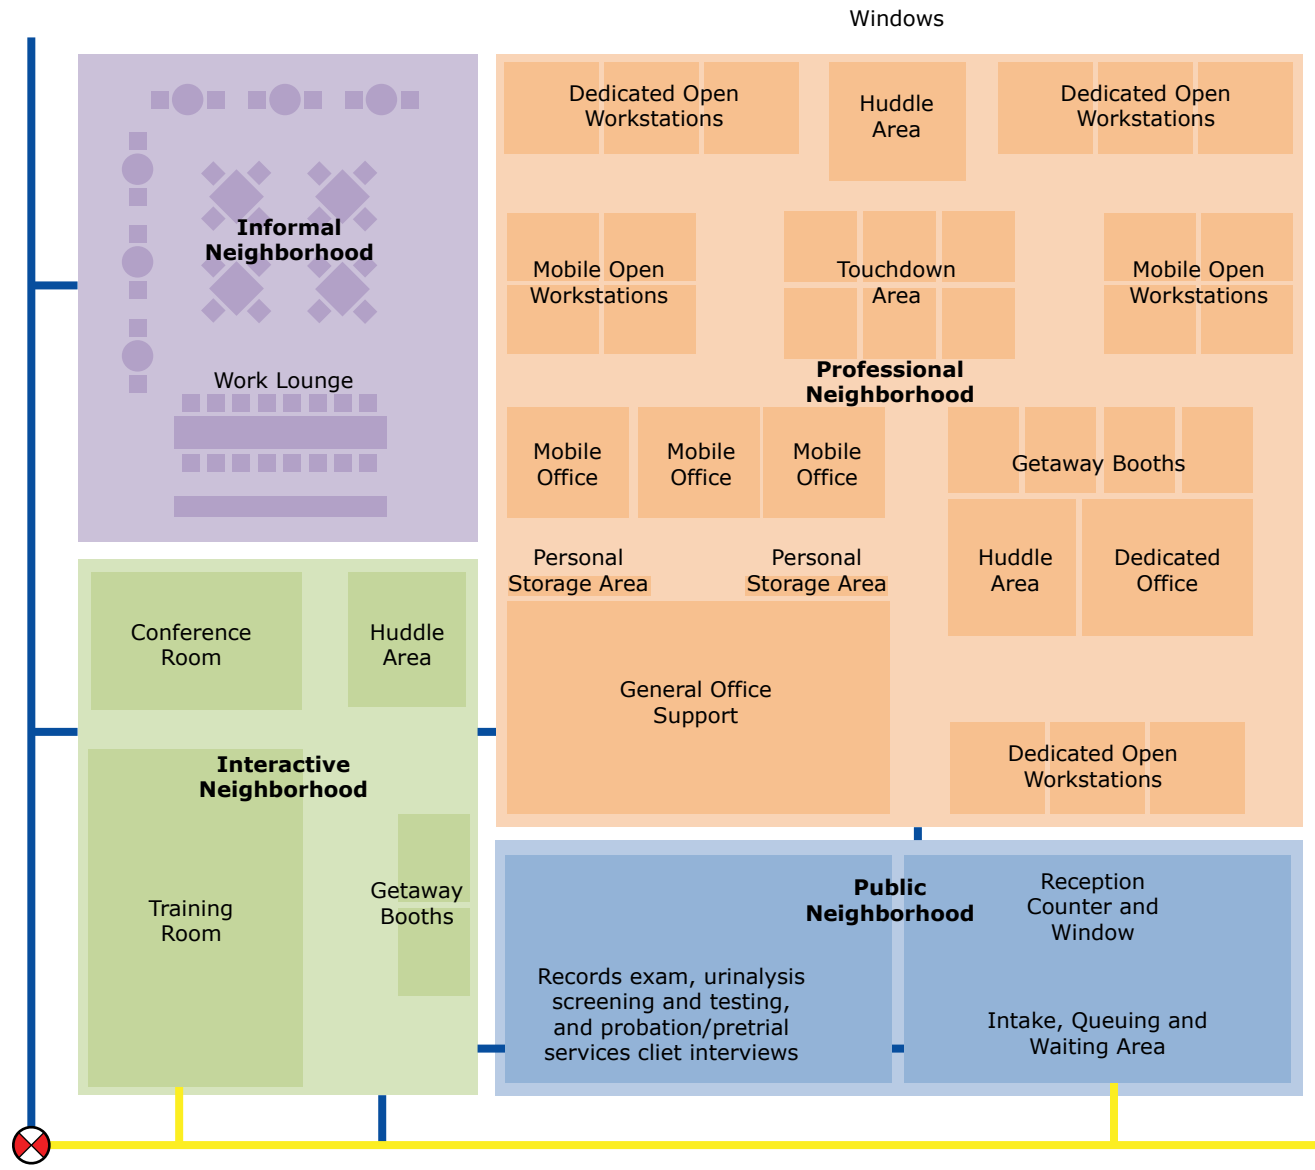 Windows
Dedicated Open
Workstations
Huddle
Area
Dedicated Open
Workstations
Informal
Neighborhood
Work Lounge
Mobile Open
Workstations
Touchdown
Area
Mobile Open
Workstations
Professional
Neighborhood
Mobile
Office
Mobile
Office
Mobile
Office
Getaway Booths
Personal
Storage Area
Personal
Storage Area
Huddle
Area
Dedicated
Office
Conference
Room
Huddle
Area
General Office
Support
Interactive
Neighborhood
Dedicated Open
Workstations
Training
Room
Getaway
Booths
Public
Neighborhood
Reception
Counter and
Window
Records exam, urinalysis
screening and testing,
and probation/pretrial
services cliet interviews
Intake, Queuing and
Waiting Area